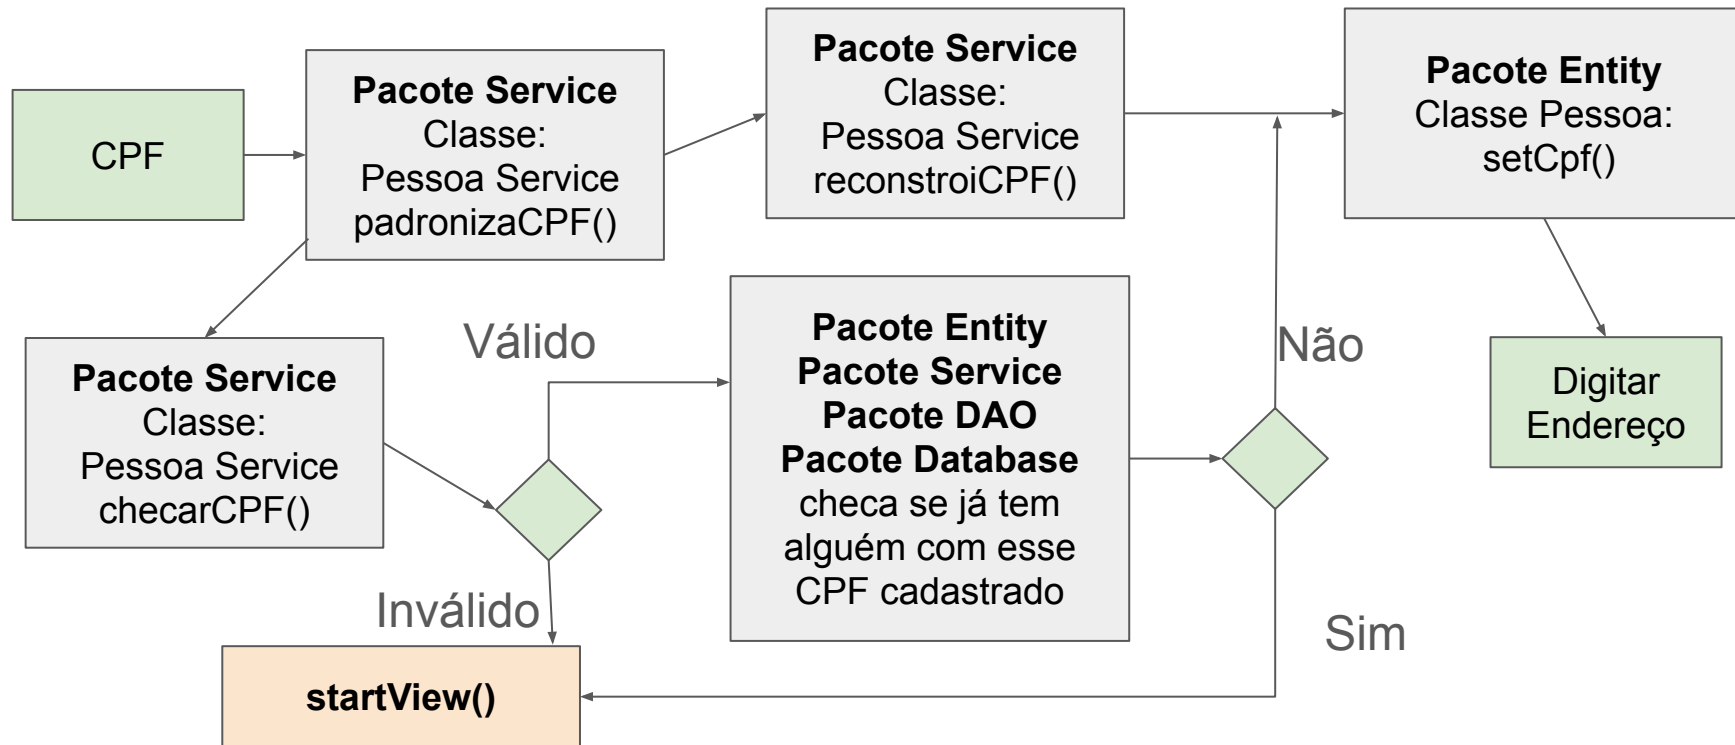 CPF
Pacote Service
Classe:
Pessoa Service
padronizaCPF()
Pacote Service
Classe:
Pessoa Service
reconstroiCPF()
Pacote Entity
Classe Pessoa:
setCpf()
Pacote Service
Classe:
Pessoa Service
checarCPF()
Válido
Inválido
Pacote Entity
Pacote Service
Pacote DAO
Pacote Database
checa se já tem
alguém com esse
CPF cadastrado
Não
Sim
Digitar
Endereço
startView()